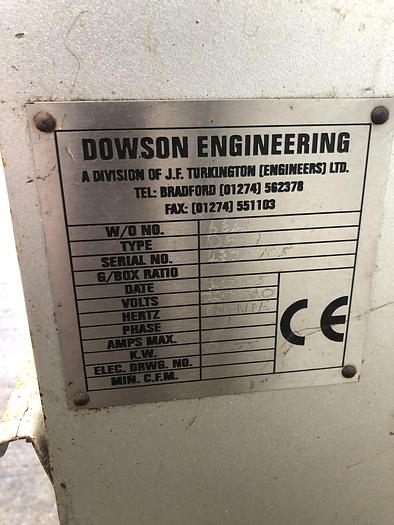 DOWSON ENGINEERING
A DIVISION OF J.F. TURKINGTON (ENGINEERS) LTD.
TEL: BRADFORD (01274) 562378
FAX: (01274) 551103
W/O NO.
TYPE
SERIAL NO.
G/BOX RATIO
DATE
VOLTS
HERTZ
PHASE
AMPS MAX.
K.W.
ELEC. DRWG. NO.
MIN. C.F.M.
CE